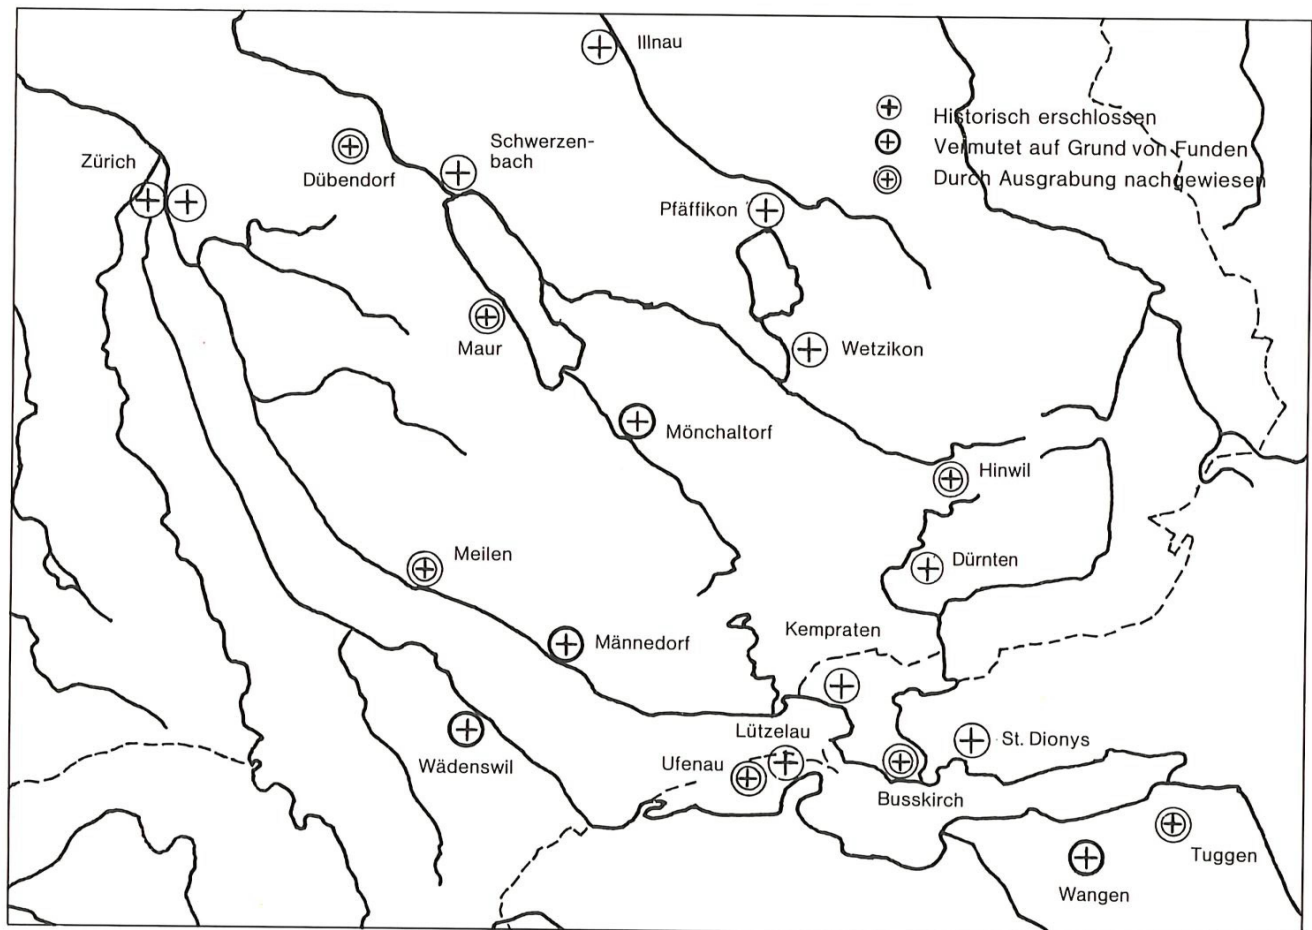 Illnau
Historisch erschlossen
Vermutet auf Grund von Funden
Durch Ausgrabung nachgewiesen
Zürich
Dübendorf
Schwerzen-
bach
Pfäffikon
Maur
Wetzikon
Mönchaltorf
Hinwil
Meilen
Dürnten
Männedorf
Kempraten
Wädenswil
Lützelau
Ufenau
St. Dionys
Busskirch
Tuggen
Wangen